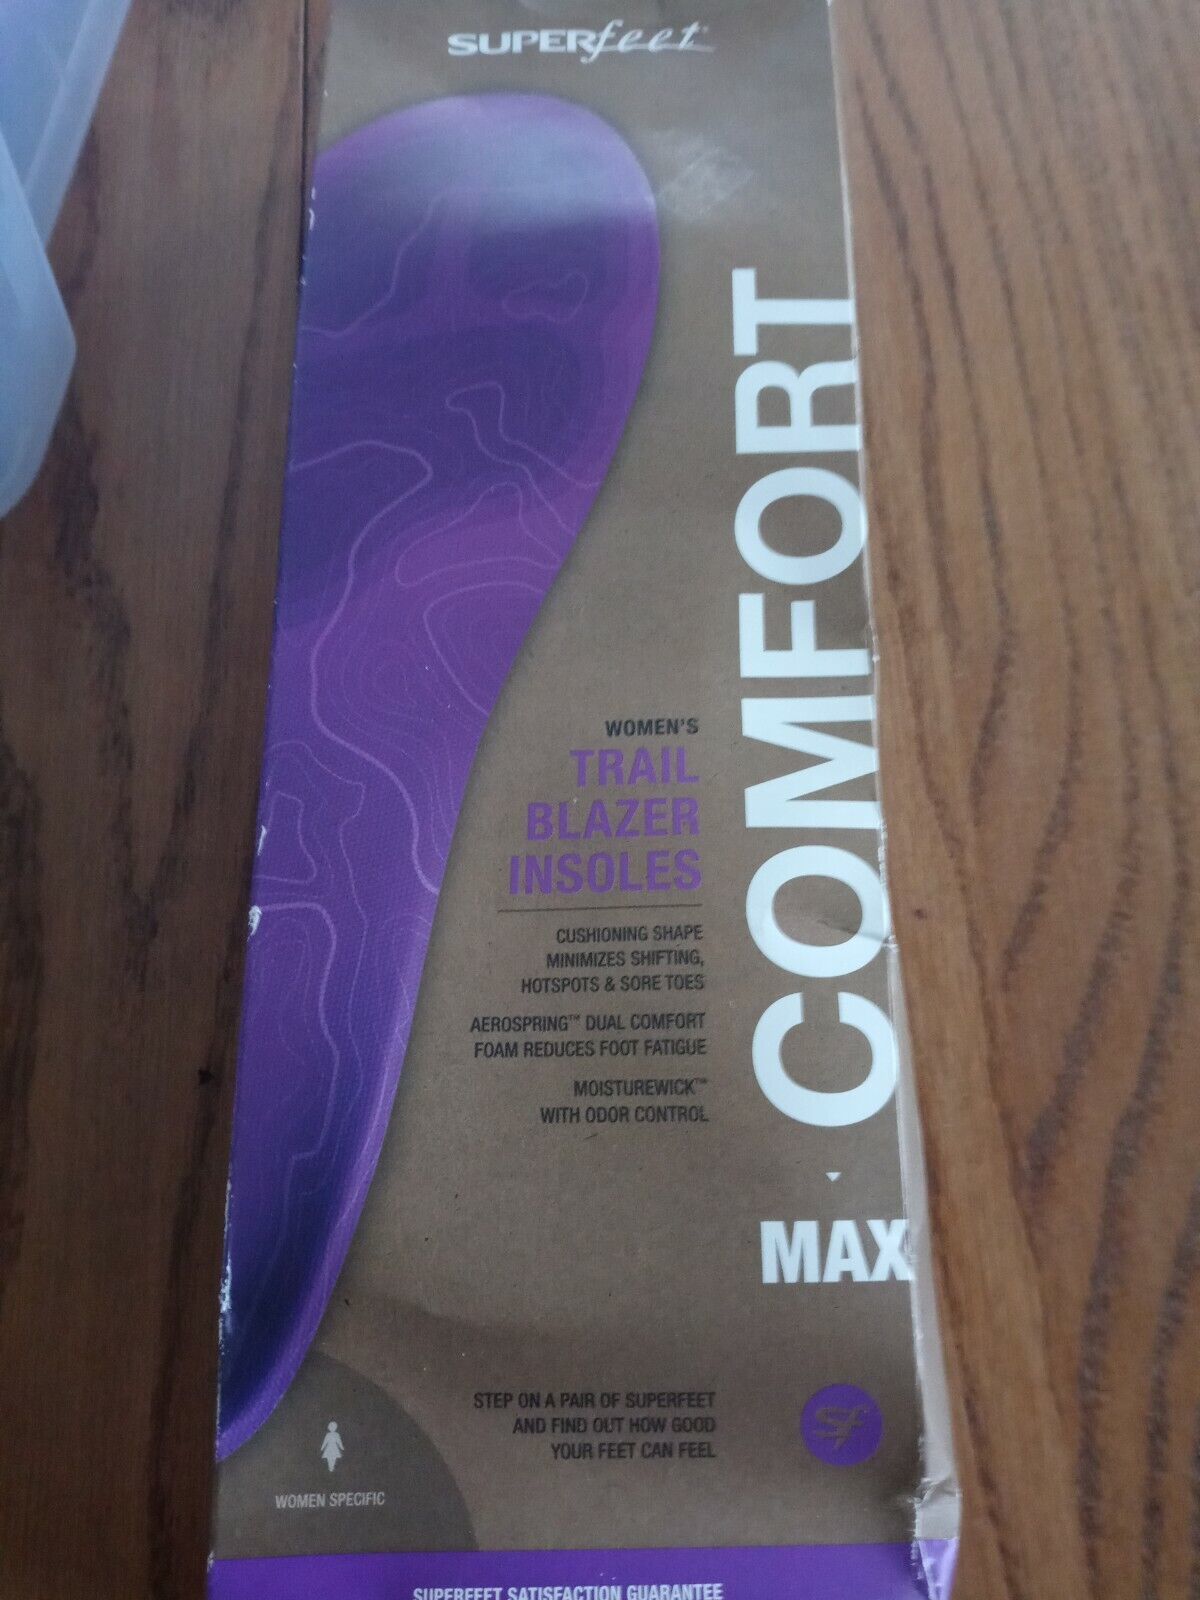 SUPERfeet
COMFORT
MAX
WOMEN'S
TRAIL
BLAZER
INSOLES
CUSHIONING SHAPE
MINIMIZES SHIFTING,
HOTSPOTS & SORE TOES
AEROSPRING™ DUAL COMFORT
FOAM REDUCES FOOT FATIGUE
MOISTUREWICK™
WITH ODOR CONTROL
STEP ON A PAIR OF SUPERFEET
AND FIND OUT HOW GOOD
YOUR FEET CAN FEEL
sf
WOMEN SPECIFIC
SUPERFEET SATISFACTION GUARANTEE